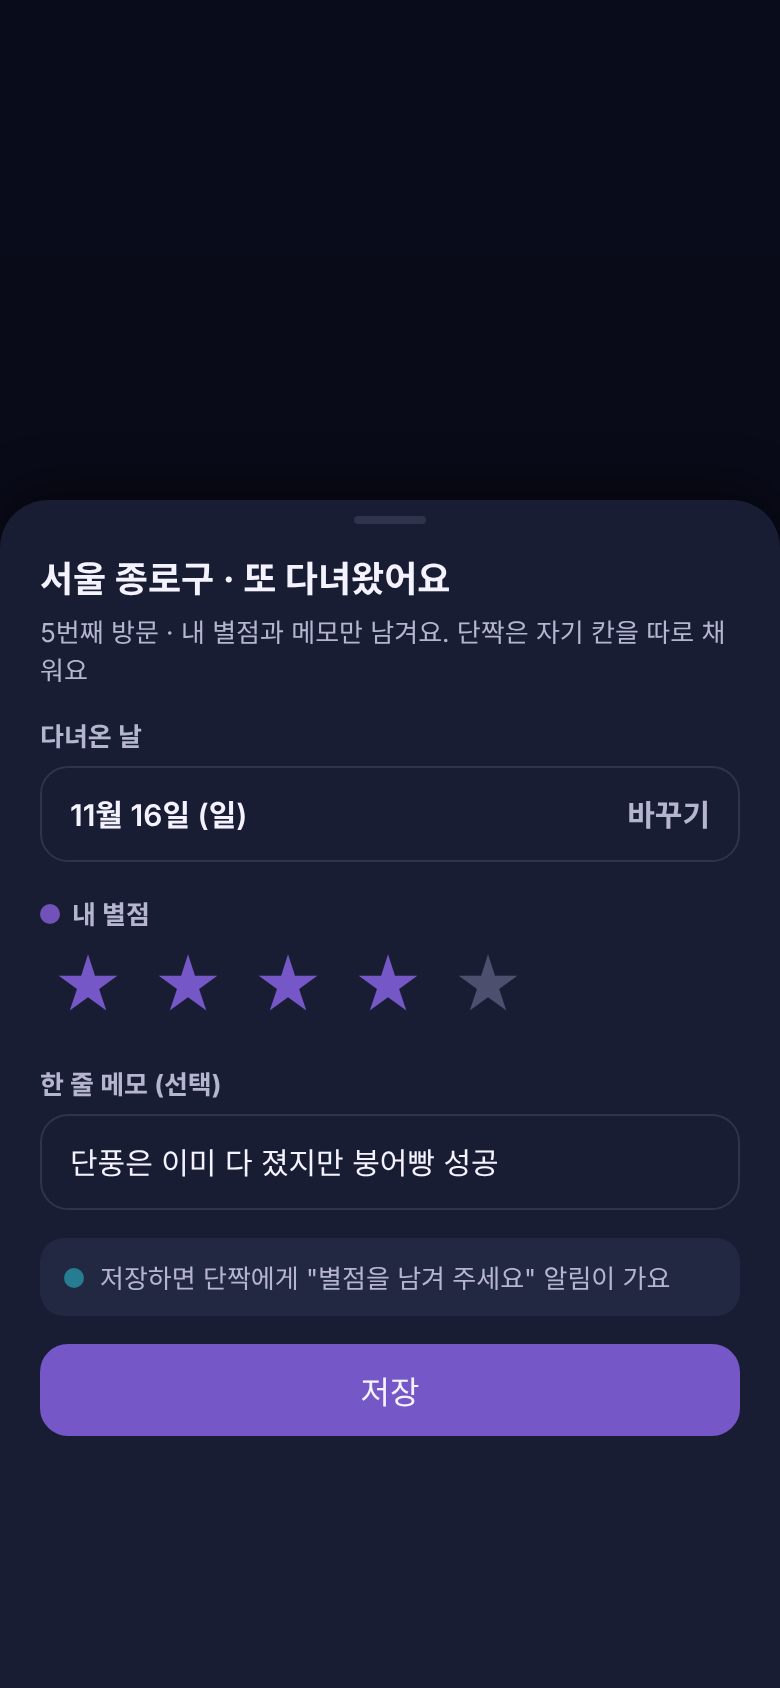 서울 종로구 · 또 다녀왔어요
5번째 방문 · 내 별점과 메모만 남겨요. 단짝은 자기 칸을 따로 채
워요
다녀온 날
11월 16일 (일)
바꾸기
내 별점
한 줄 메모 (선택)
단풍은 이미 다 졌지만 붕어빵 성공
저장하면 단짝에게 "별점을 남겨 주세요" 알림이 가요
저장